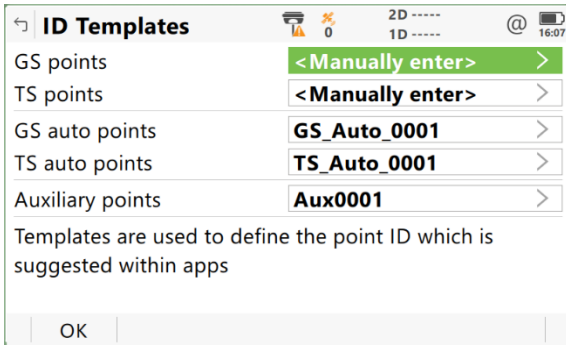 ID Templates
0
2D -----
1D -----
@
16:07
GS points
<Manually enter>
TS points
<Manually enter>
GS auto points
GS_Auto_0001
TS auto points
TS_Auto_0001
Auxiliary points
Aux0001
Templates are used to define the point ID which is
suggested within apps
OK